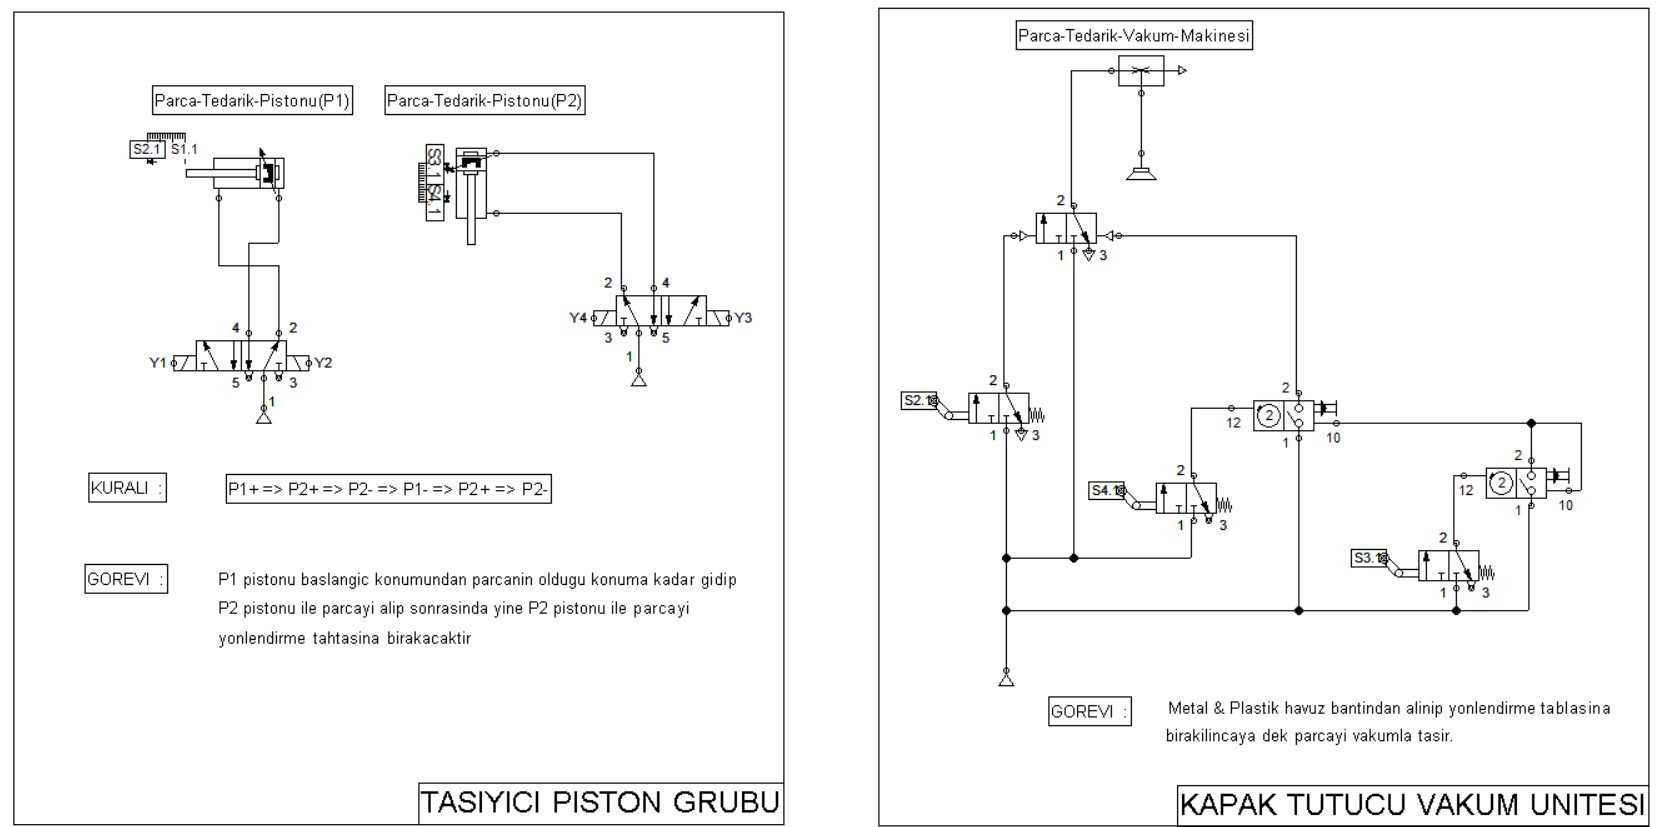 Parca-Tedarik-Pistonu(P1)
Parca-Tedarik-Pistonu(P2)
S2.1 S1.1
S3.1
S4.1
4 2
Y1 Y2
5 3
1
2 4
Y4 Y3
3 5
1
KURALI :
P1+ => P2+ => P2- => P1- => P2+ => P2-
GOREVI :
P1 pistonu baslangic konumundan parcanin oldugu konuma kadar gidip
P2 pistonu ile parcayi alip sonrasinda yine P2 pistonu ile parcayi
yonlendirme tahtasina birakacaktir
TASIYICI PISTON GRUBU
Parca-Tedarik-Vakum-Makinesi
2
1 3
2
S2.1
1 3
2
2
12 1 10
2
S4.1
1 3
2
2
12 1 10
2
S3.1
1 3
GOREVI :
Metal & Plastik havuz bantindan alinip yonlendirme tablasina
birakilincaya dek parcayi vakumla tasir.
KAPAK TUTUCU VAKUM UNITESI